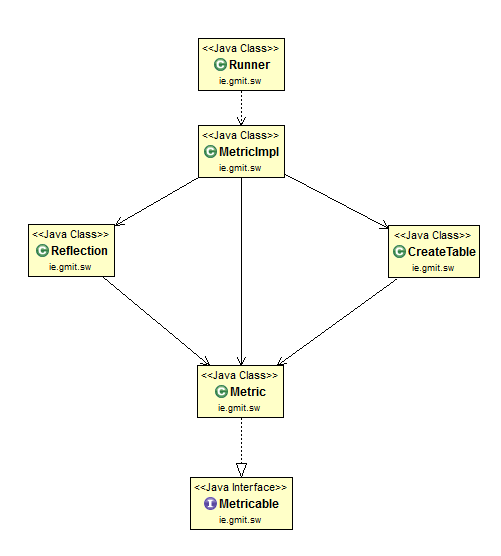 <<Java Class>>
Runner
ie.gmit.sw
<<Java Class>>
MetricImpl
ie.gmit.sw
<<Java Class>>
Reflection
ie.gmit.sw
<<Java Class>>
CreateTable
ie.gmit.sw
<<Java Class>>
Metric
ie.gmit.sw
<<Java Interface>>
Metricable
ie.gmit.sw